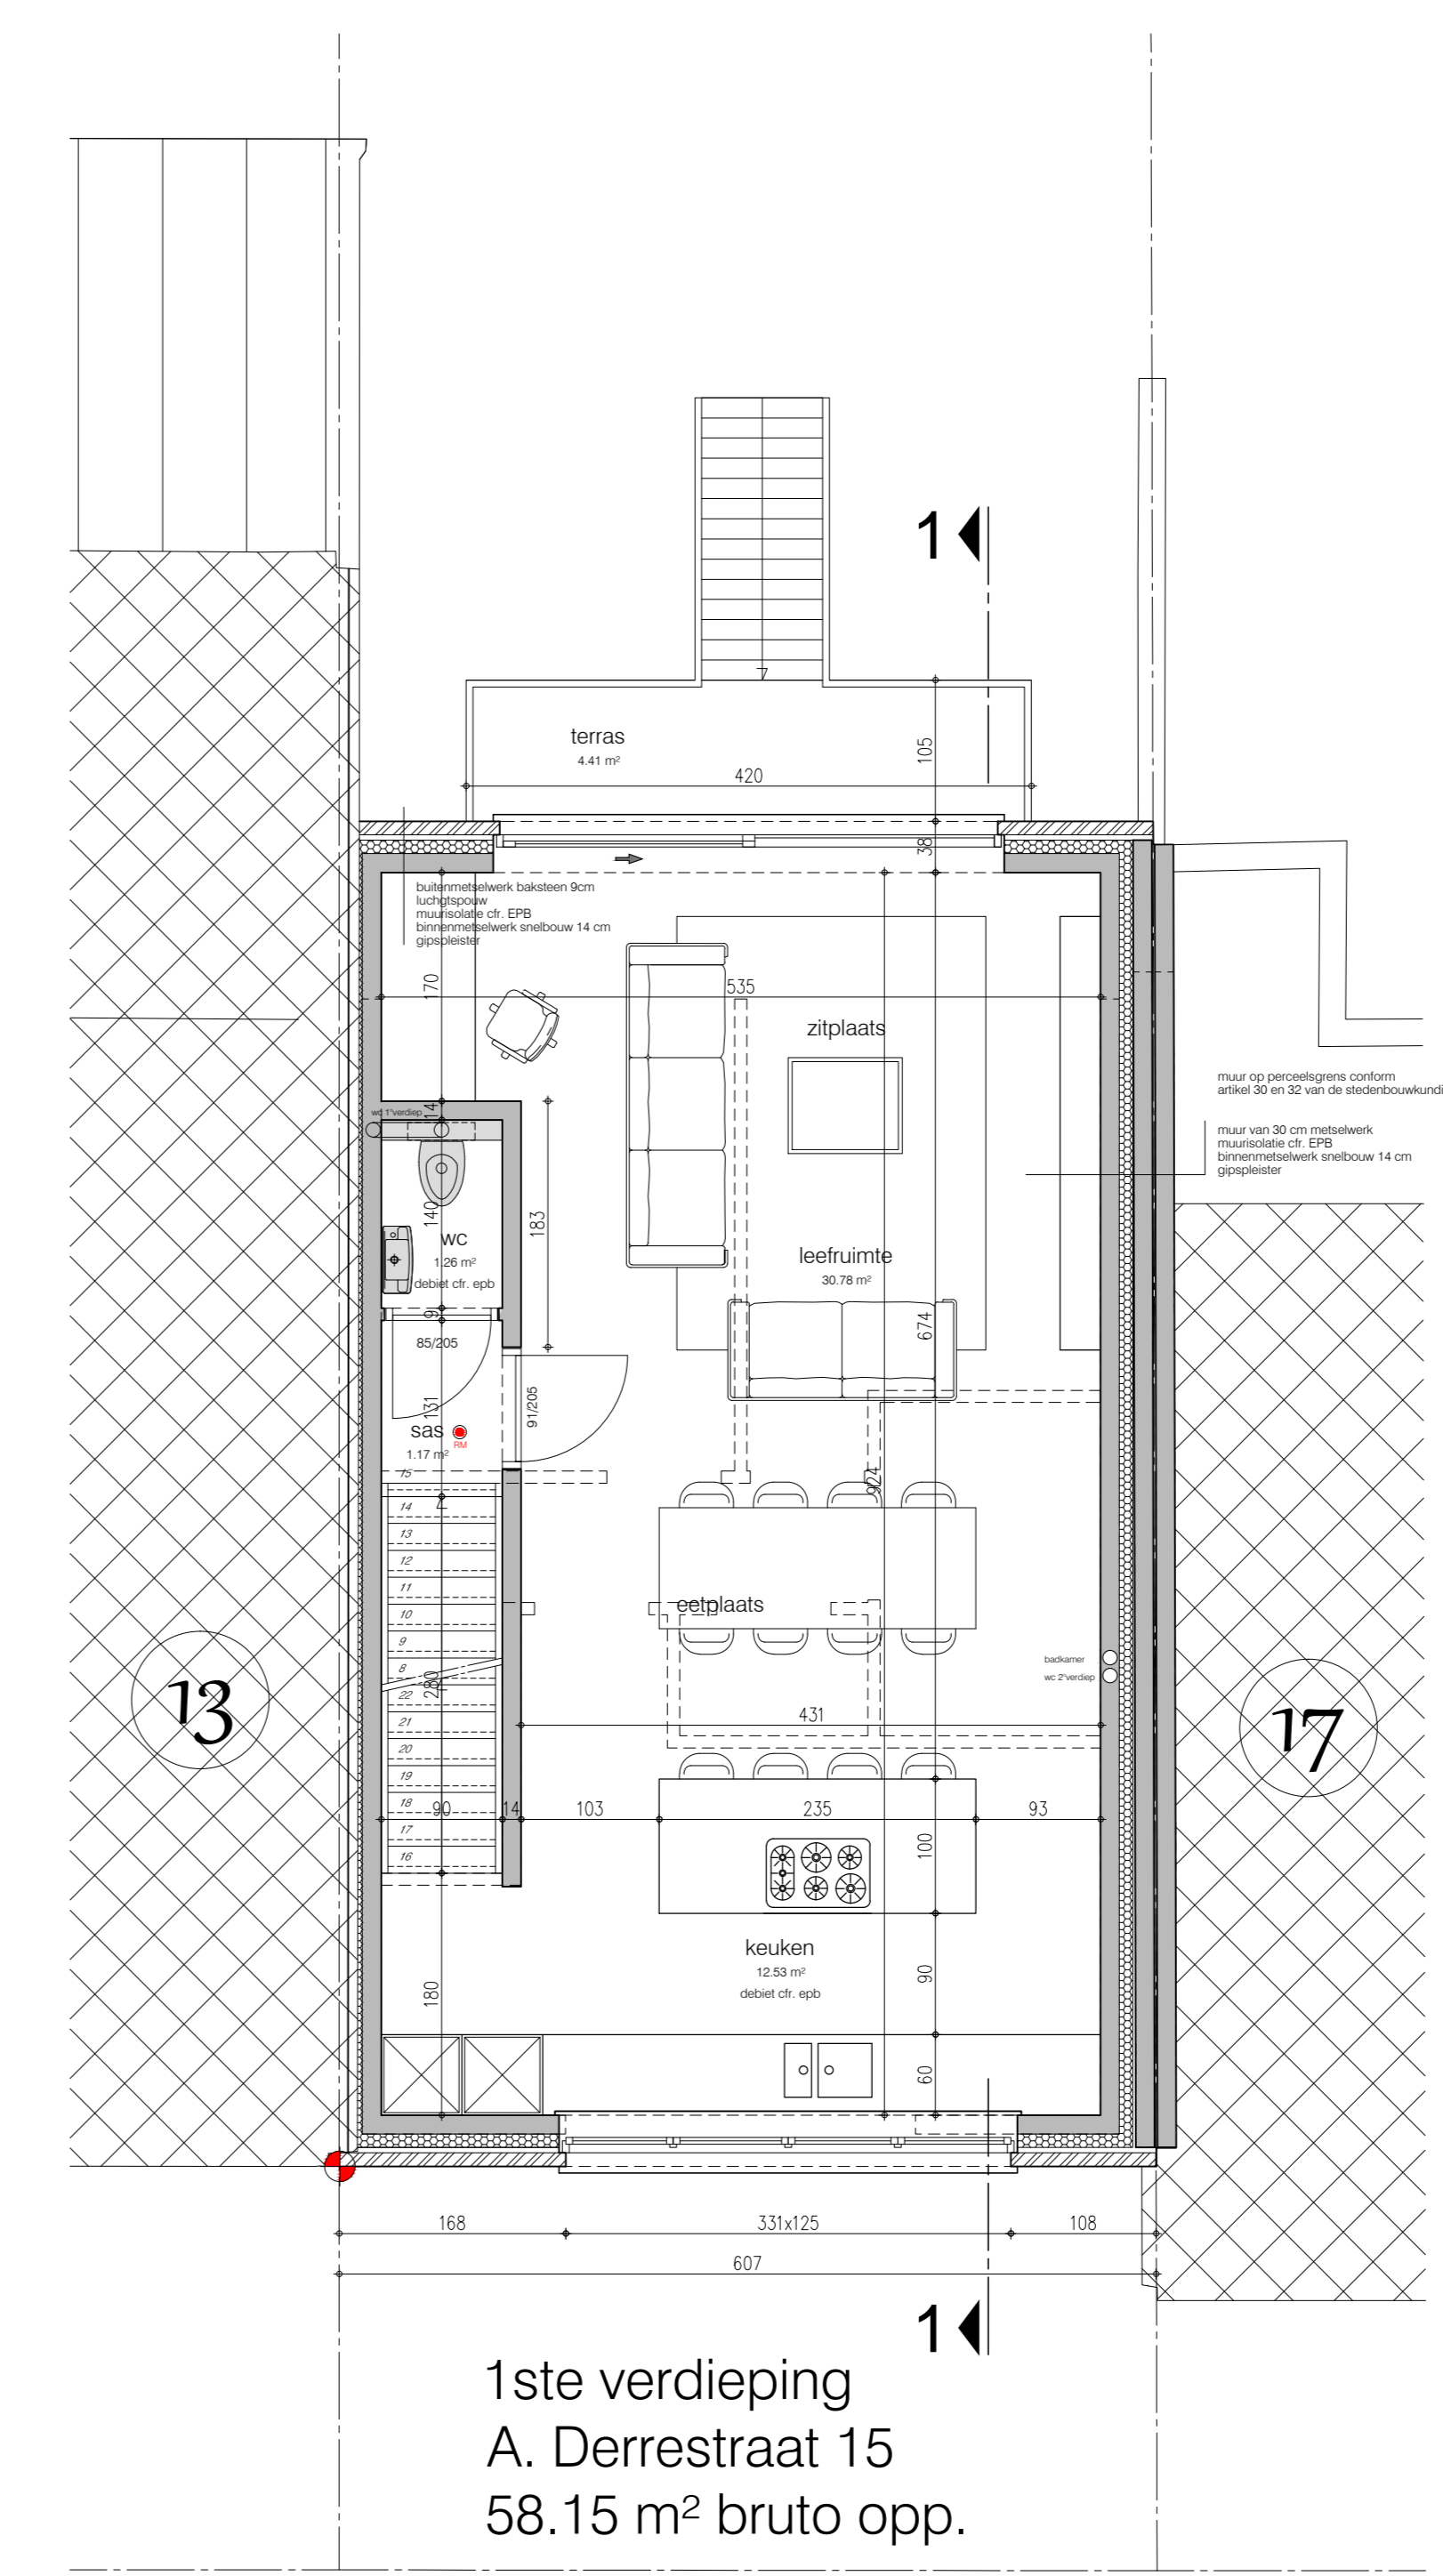 1
7
terras
4.41 m²
105
420
38
buitenmetselwerk baksteen 9cm
luchgtspouw
muurisolatie cfr. EPB
binnenmetselwerk snelbouw 14 cm
gipspleister
170
535
zitplaats
muur op perceelsgrens conform
artikel 30 en 32 van de stedenbouwkundi
wc 1°verdiep
14
muur van 30 cm metselwerk
muurisolatie cfr. EPB
binnenmetselwerk snelbouw 14 cm
gipspleister
140
183
wc
1.26 m²
debiet cfr. epb
leefruimte
30.78 m²
9
674
85/205
131
91/205
sas
RM
1.17 m²
15
924
14
13
12
11
10
9
8
22
21
20
19
18
17
16
280
eetplaats
badkamer
wc 2°verdiep
13
17
431
90
14
103
235
93
100
keuken
12.53 m²
debiet cfr. epb
180
90
60
168
331x125
108
607
1
1ste verdieping
A. Derrestraat 15
58.15 m² bruto opp.